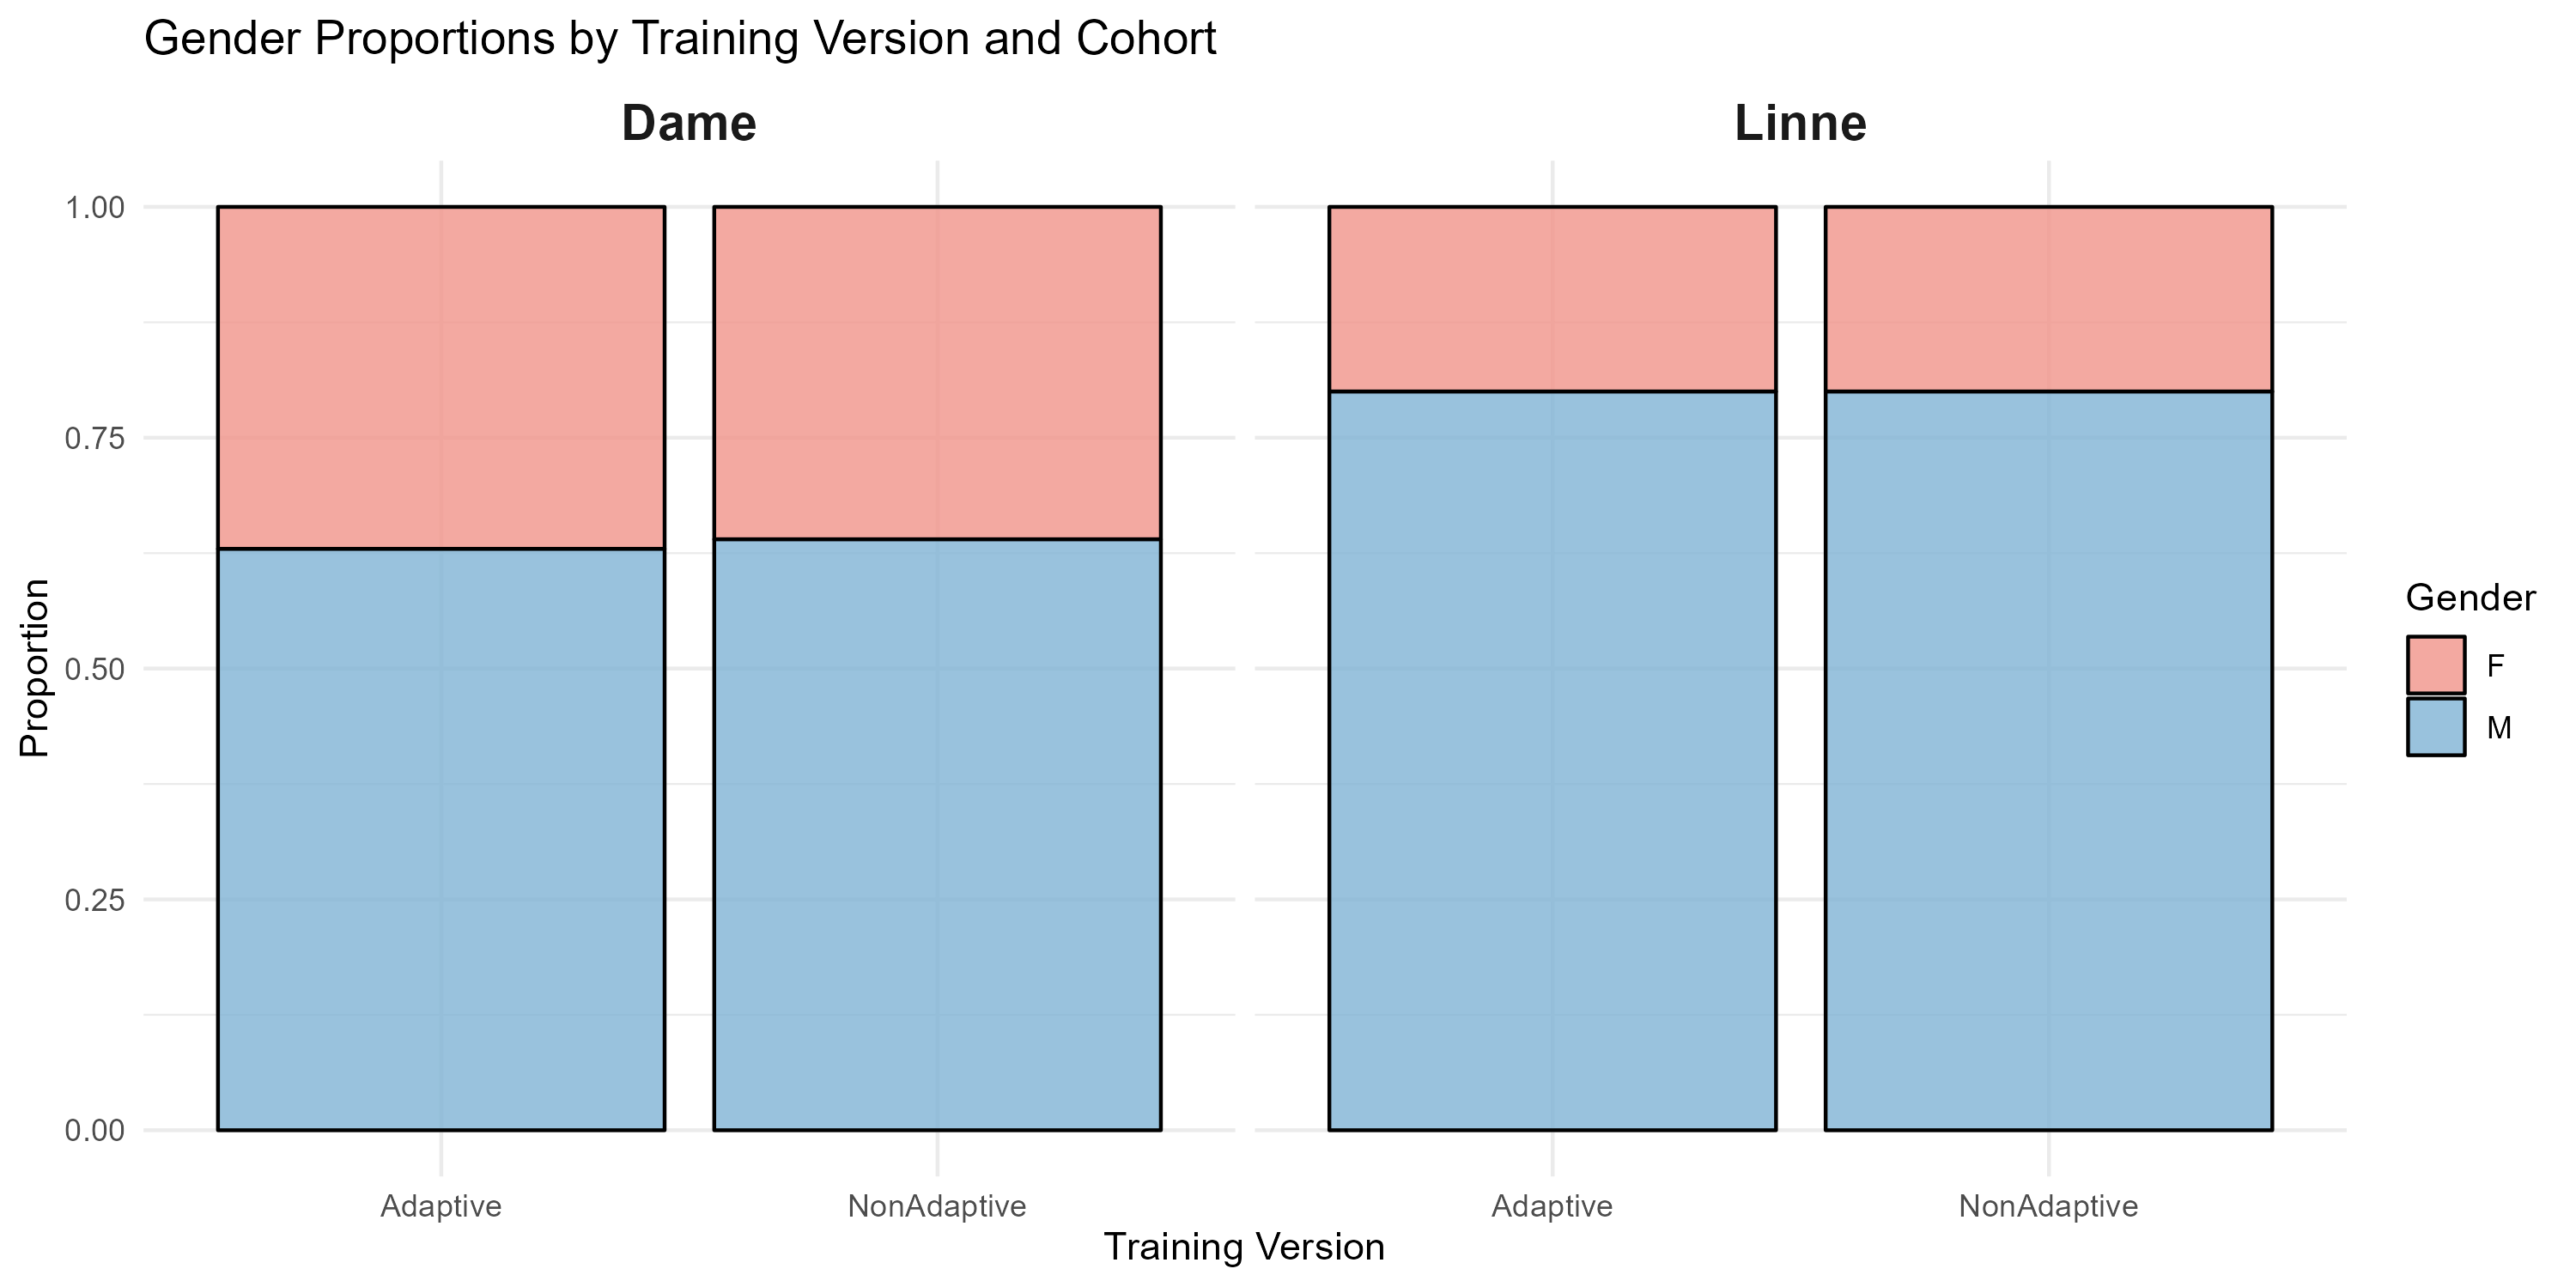 Gender Proportions by Training Version and Cohort
Dame
Linne
1.00
0.75
0.50
0.25
0.00
Proportion
Adaptive
NonAdaptive
Adaptive
NonAdaptive
Training Version
Gender
F
M